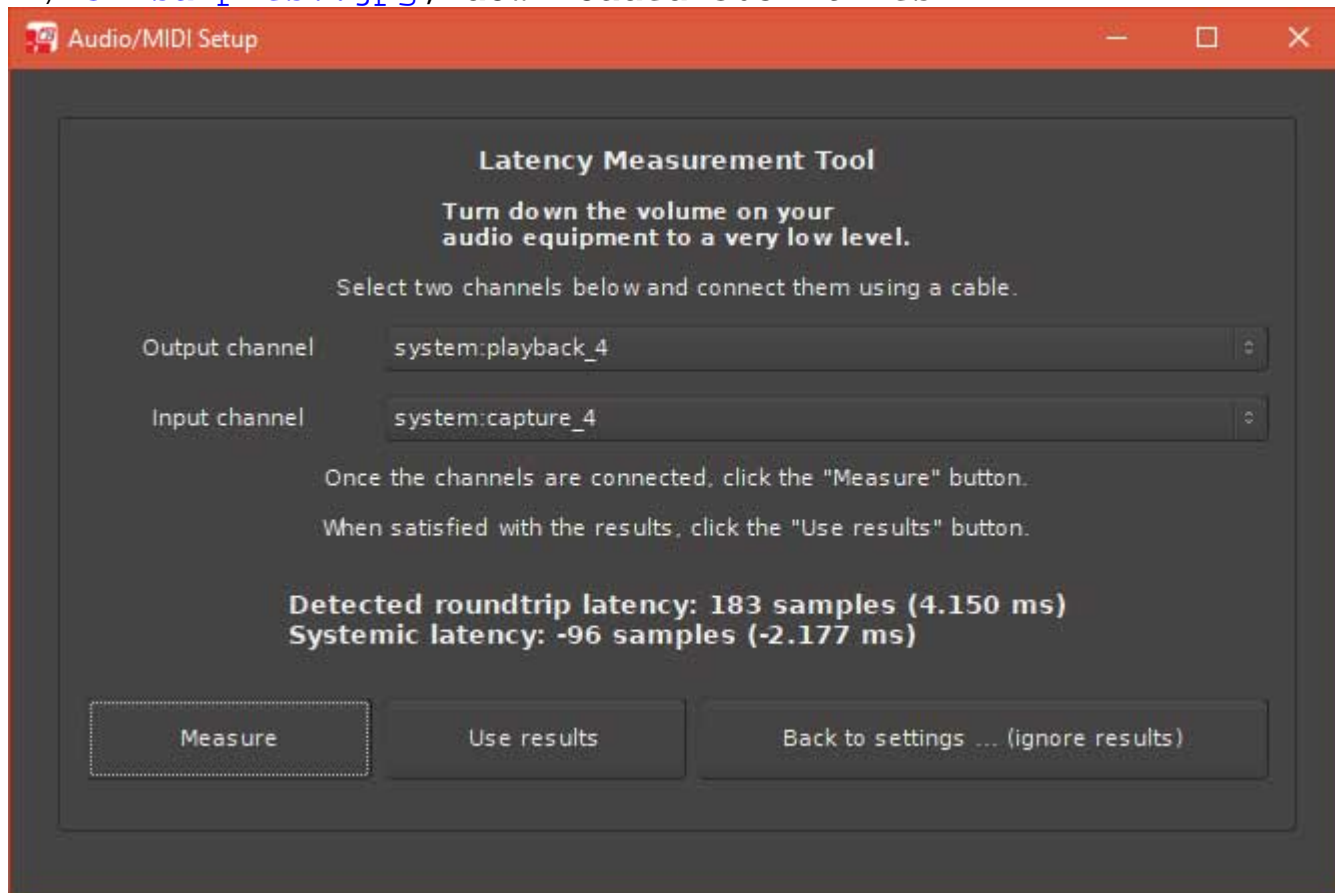 Audio/MIDI Setup
Latency Measurement Tool
Turn down the volume on your
audio equipment to a very low level.
Select two channels below and connect them using a cable.
Output channel system:playback_4
Input channel system:capture_4
Once the channels are connected, click the "Measure" button.
When satisfied with the results, click the "Use results" button.
Detected roundtrip latency: 183 samples (4.150 ms)
Systemic latency: -96 samples (-2.177 ms)
Measure Use results Back to settings ... (ignore results)